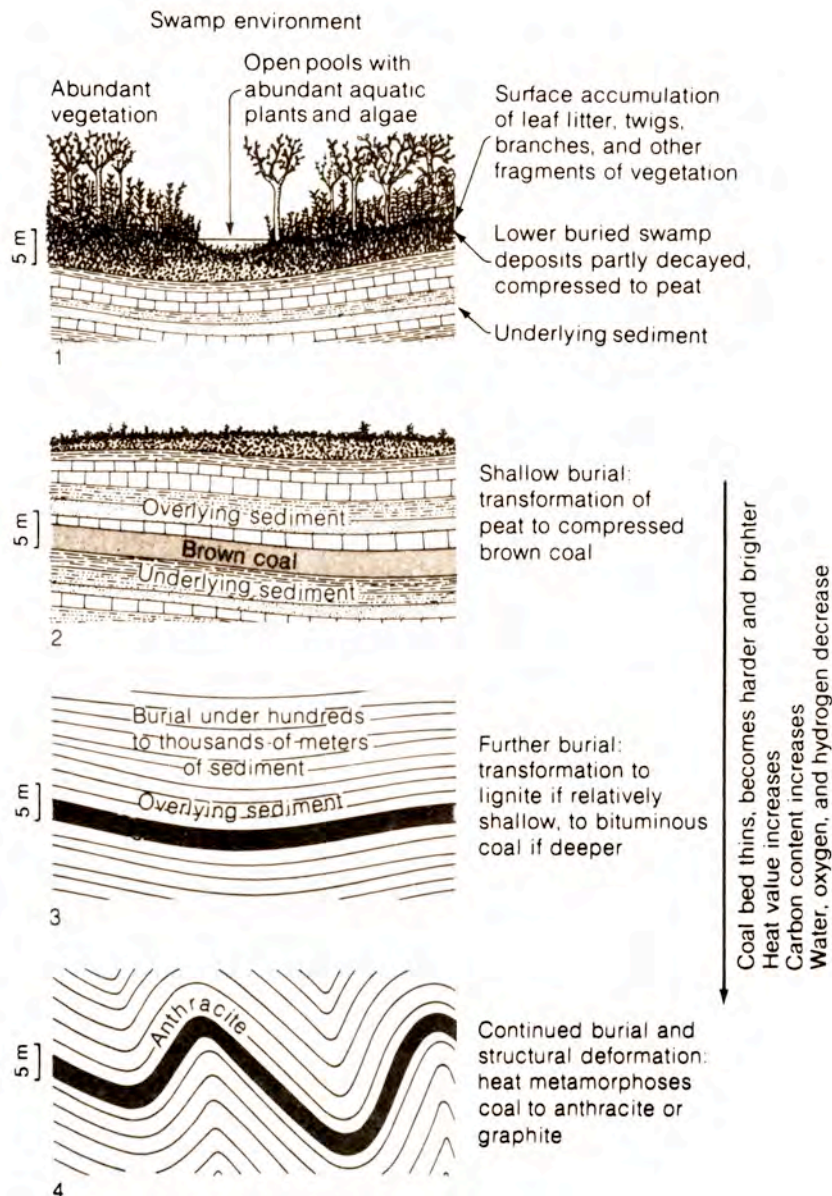 Swamp environment
Abundant
vegetation
Open pools with
abundant aquatic
plants and algae
Surface accumulation
of leaf litter, twigs,
branches, and other
fragments of vegetation
Lower buried swamp
deposits partly decayed,
compressed to peat
Underlying sediment
5 m
1
Overlying sediment
Brown coal
Underlying sediment
5 m
2
Shallow burial:
transformation of
peat to compressed
brown coal
Burial under hundreds
to thousands of meters
of sediment
Overlying sediment
5 m
3
Further burial:
transformation to
lignite if relatively
shallow, to bituminous
coal if deeper
Anthracite
5 m
4
Continued burial and
structural deformation:
heat metamorphoses
coal to anthracite or
graphite
Coal bed thins, becomes harder and brighter
Heat value increases
Carbon content increases
Water, oxygen, and hydrogen decrease